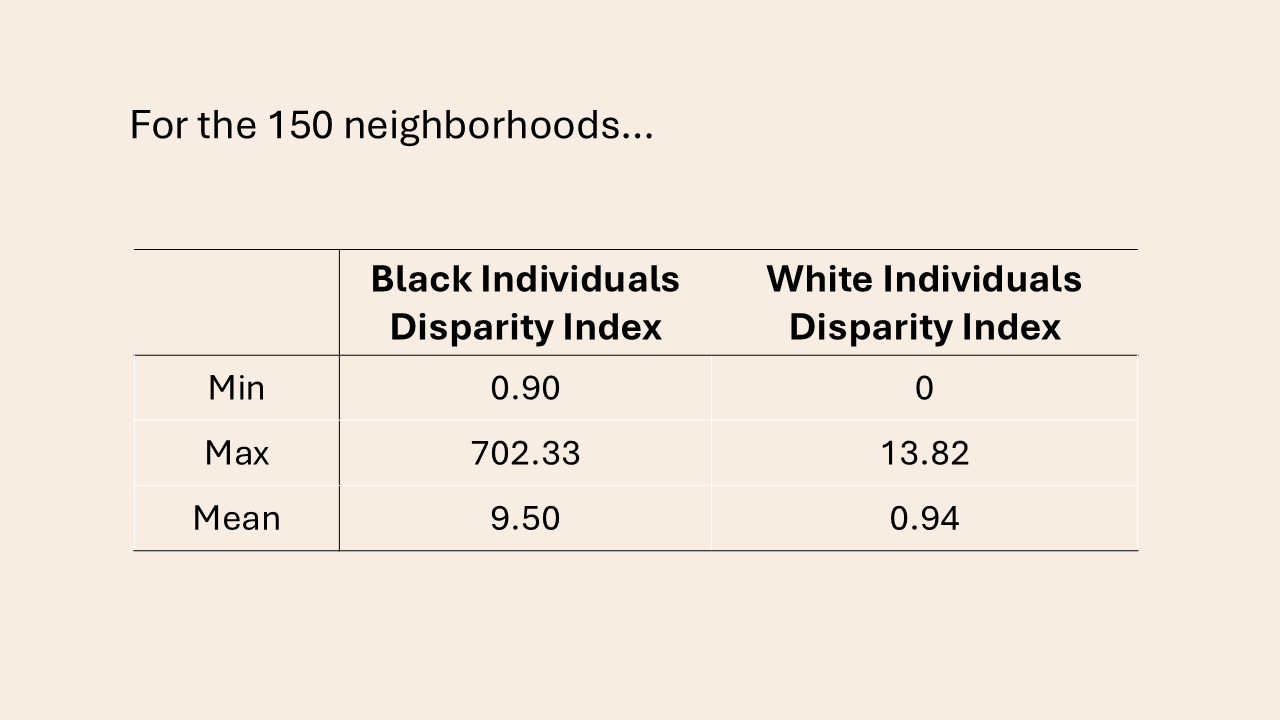 For the 150 neighborhoods...
Black Individuals White Individuals
Disparity Index Disparity Index
Min 0.90 0
Max 702.33 13.82
Mean 9.50 0.94